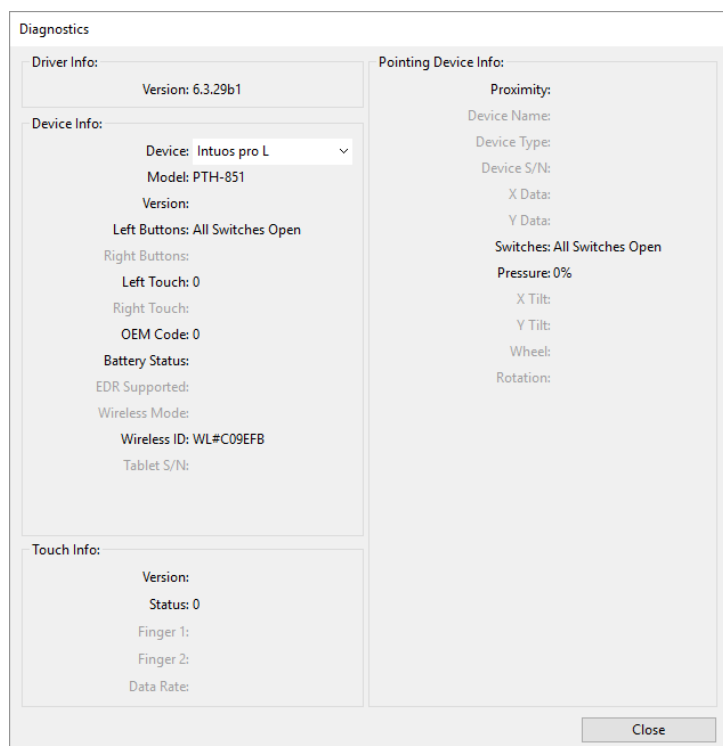 Diagnostics
Driver Info:
Version: 6.3.29b1
Device Info:
Device: Intuos pro L
Model: PTH-851
Version:
Left Buttons: All Switches Open
Right Buttons:
Left Touch: 0
Right Touch:
OEM Code: 0
Battery Status:
EDR Supported:
Wireless Mode:
Wireless ID: WL#C09EFB
Tablet S/N:
Touch Info:
Version:
Status: 0
Finger 1:
Finger 2:
Data Rate:
Pointing Device Info:
Proximity:
Device Name:
Device Type:
Device S/N:
X Data:
Y Data:
Switches: All Switches Open
Pressure: 0%
X Tilt:
Y Tilt:
Wheel:
Rotation:
Close